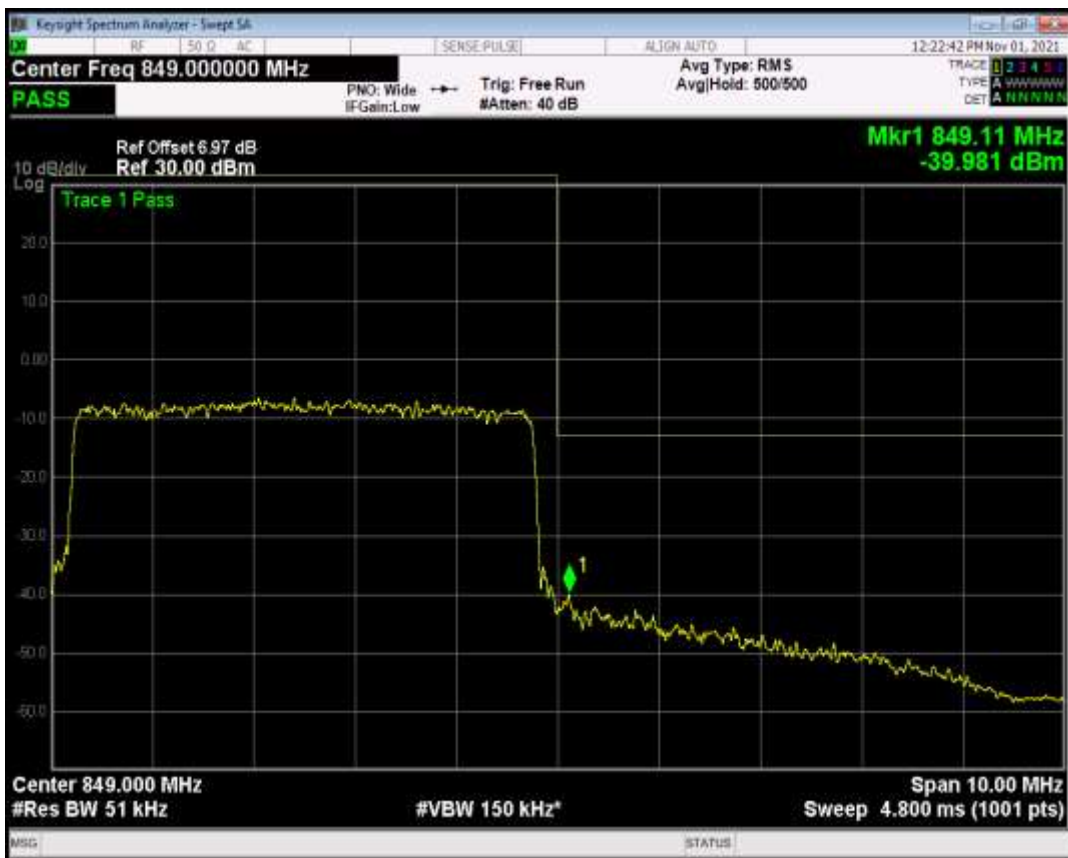 Keysight Spectrum Analyzer - Swept SA
RF 50 Ω AC SENSE:PULSE ALIGN AUTO 12:22:42 PM Nov 01, 2021
Center Freq 849.000000 MHz
PASS
PNO: Wide
IFGain:Low
Trig: Free Run
#Atten: 40 dB
Avg Type: RMS
Avg|Hold: 500/500
TRACE 1 2 3 4 5
TYPE A WWWWW
DET A N N N N N
Ref Offset 6.97 dB
Ref 30.00 dBm
10 dB/div
Log
Mkr1 849.11 MHz
-39.981 dBm
Trace 1 Pass
20.0
10.0
0.00
-10.0
-20.0
-30.0
-40.0
-50.0
-60.0
1
Center 849.000 MHz
Span 10.00 MHz
#Res BW 51 kHz
#VBW 150 kHz*
Sweep 4.800 ms (1001 pts)
MSG
STATUS